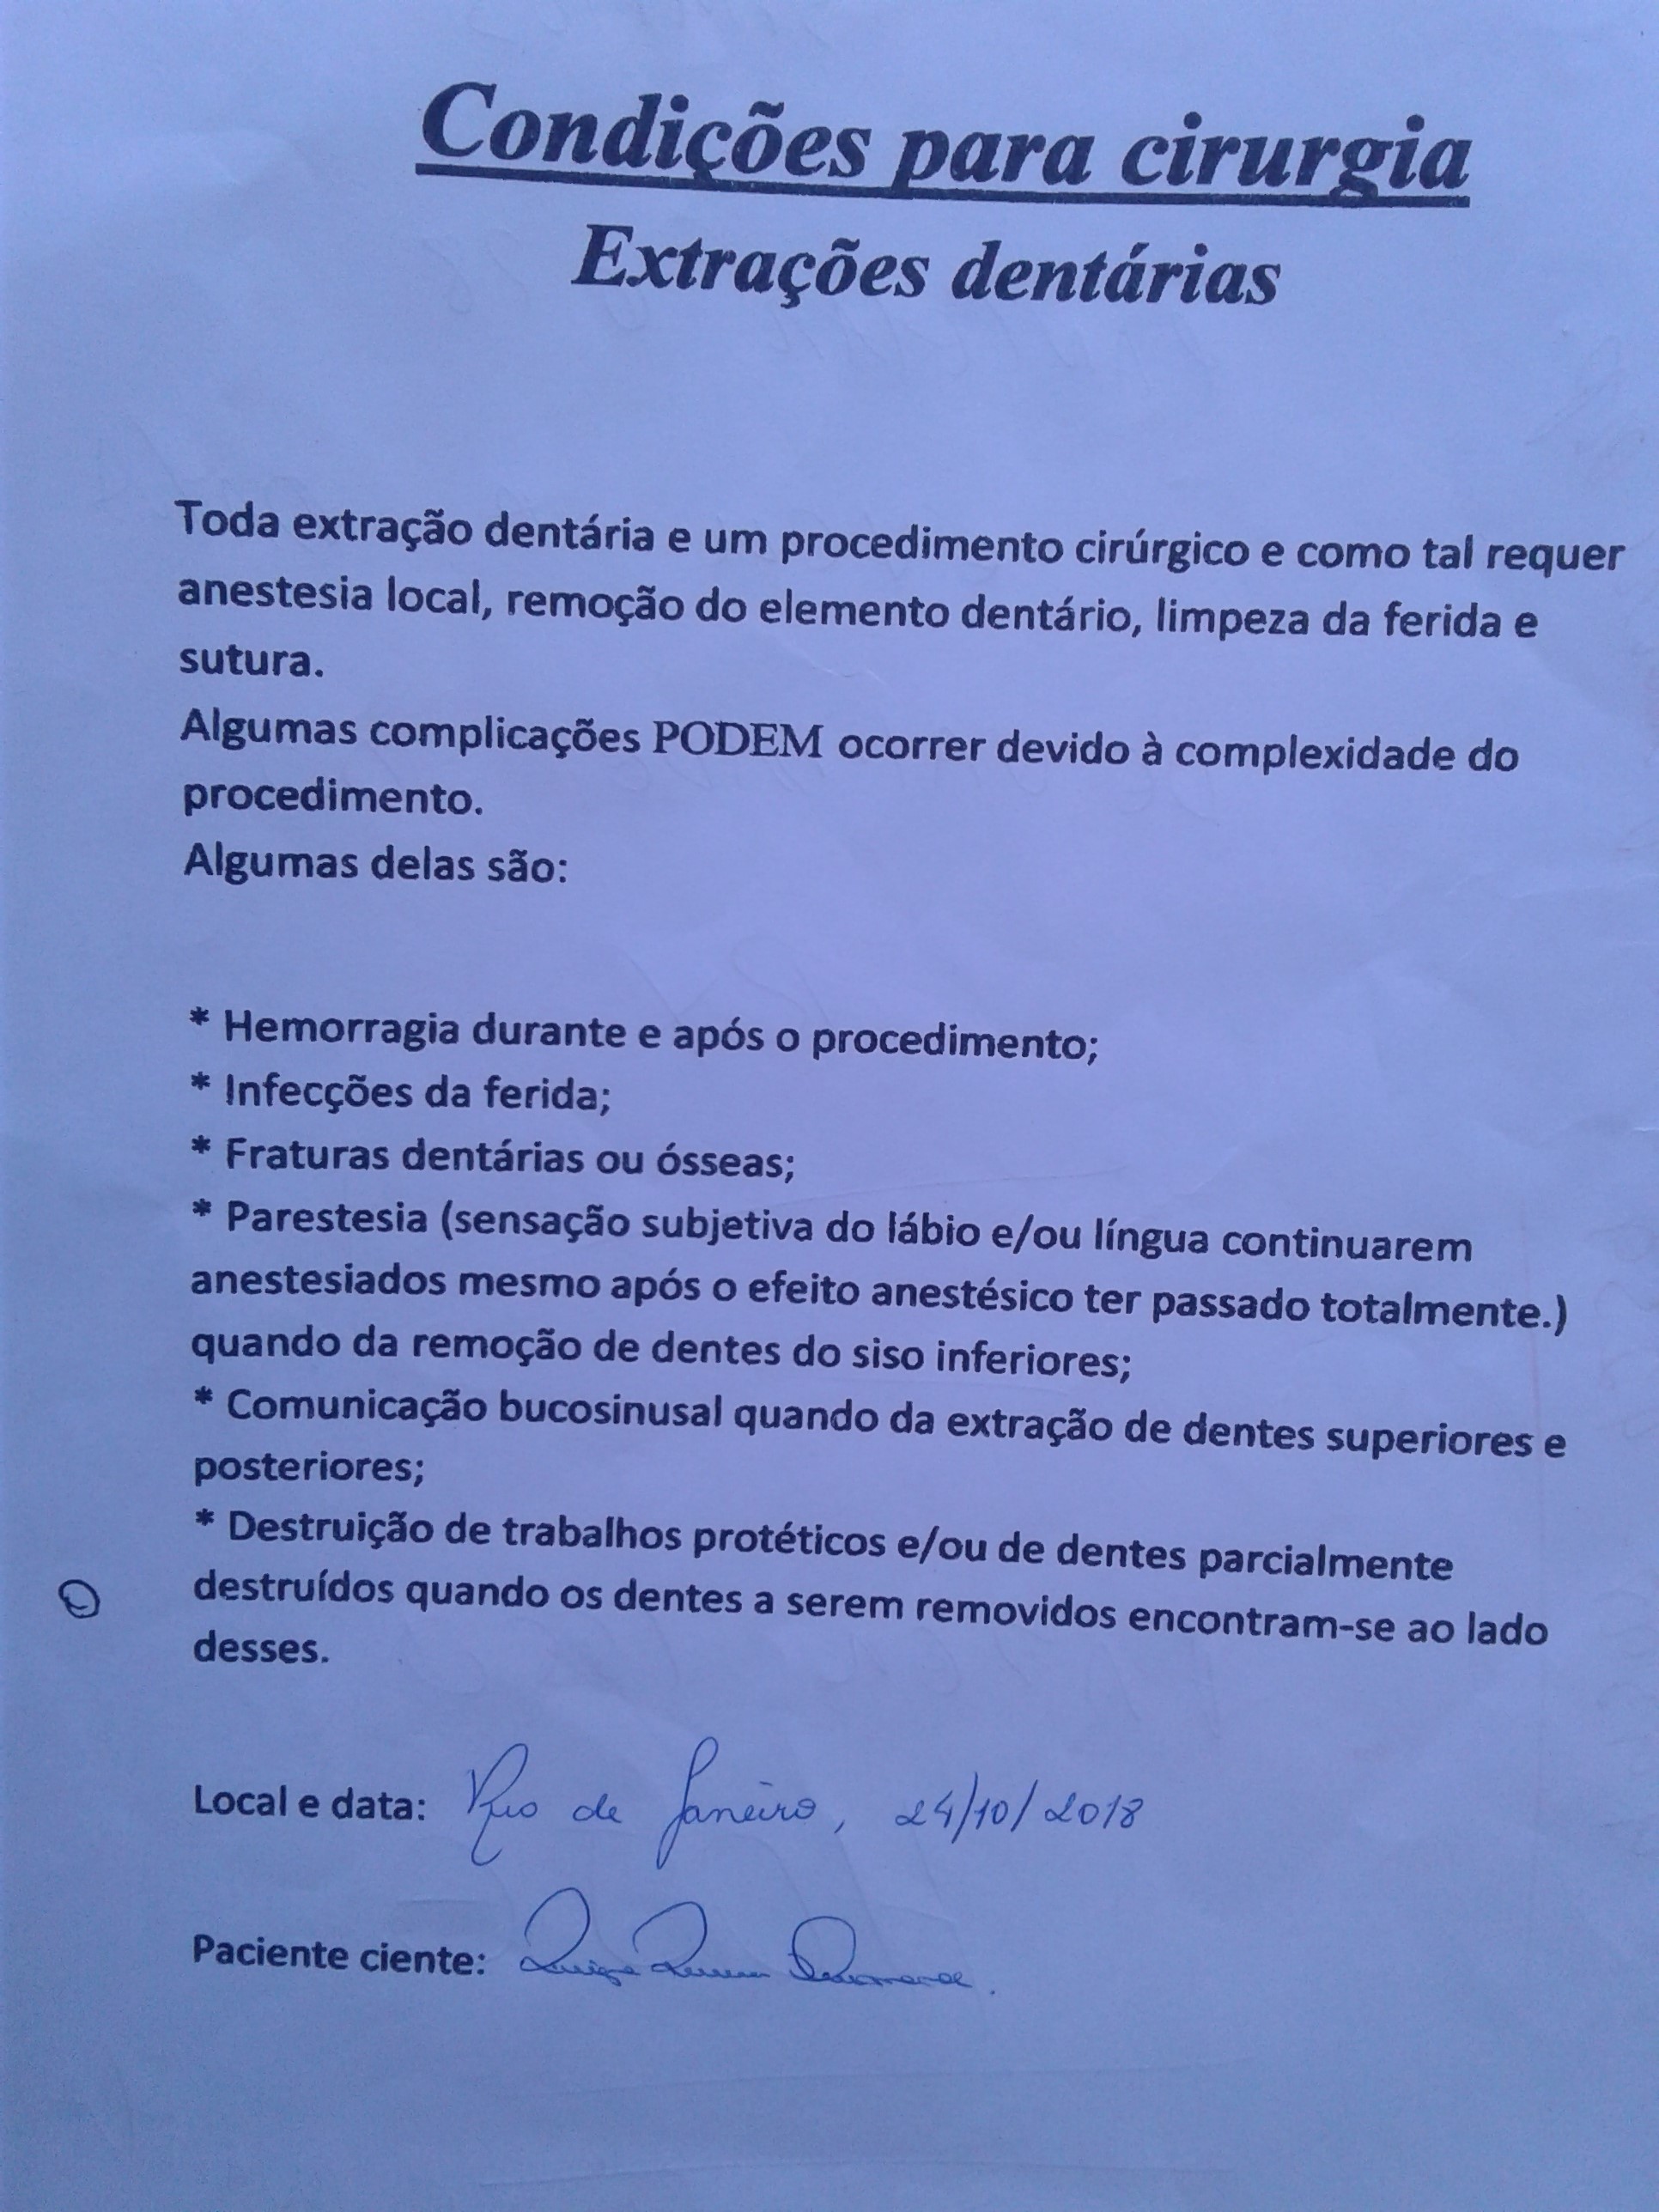 Condições para cirurgia
Extrações dentárias
Toda extração dentária e um procedimento cirúrgico e como tal requer
anestesia local, remoção do elemento dentário, limpeza da ferida e
sutura.
Algumas complicações PODEM ocorrer devido à complexidade do
procedimento.
Algumas delas são:
* Hemorragia durante e após o procedimento;
* Infecções da ferida;
* Fraturas dentárias ou ósseas;
* Parestesia (sensação subjetiva do lábio e/ou língua continuarem
anestesiados mesmo após o efeito anestésico ter passado totalmente.)
quando da remoção de dentes do siso inferiores;
* Comunicação bucosinusal quando da extração de dentes superiores e
posteriores;
* Destruição de trabalhos protéticos e/ou de dentes parcialmente
destruídos quando os dentes a serem removidos encontram-se ao lado
desses.
Local e data: Rio de Janeiro, 24/10/2018
Paciente ciente: